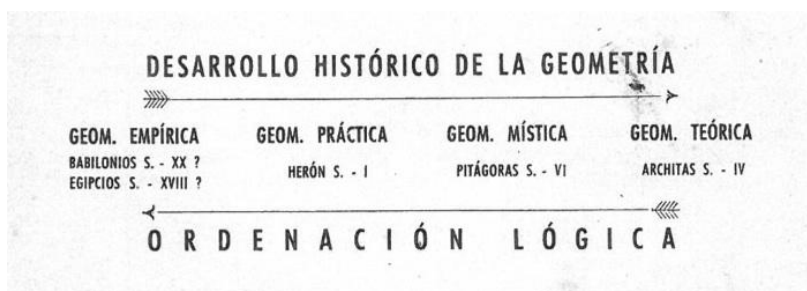 DESARROLLO HISTÓRICO DE LA GEOMETRÍA
GEOM. EMPÍRICA
BABILONIOS S. - XX ?
EGIPCIOS S. - XVIII ?
GEOM. PRÁCTICA
HERÓN S. - I
GEOM. MÍSTICA
PITÁGORAS S. - VI
GEOM. TEÓRICA
ARCHITAS S. - IV
ORDENACIÓN LÓGICA